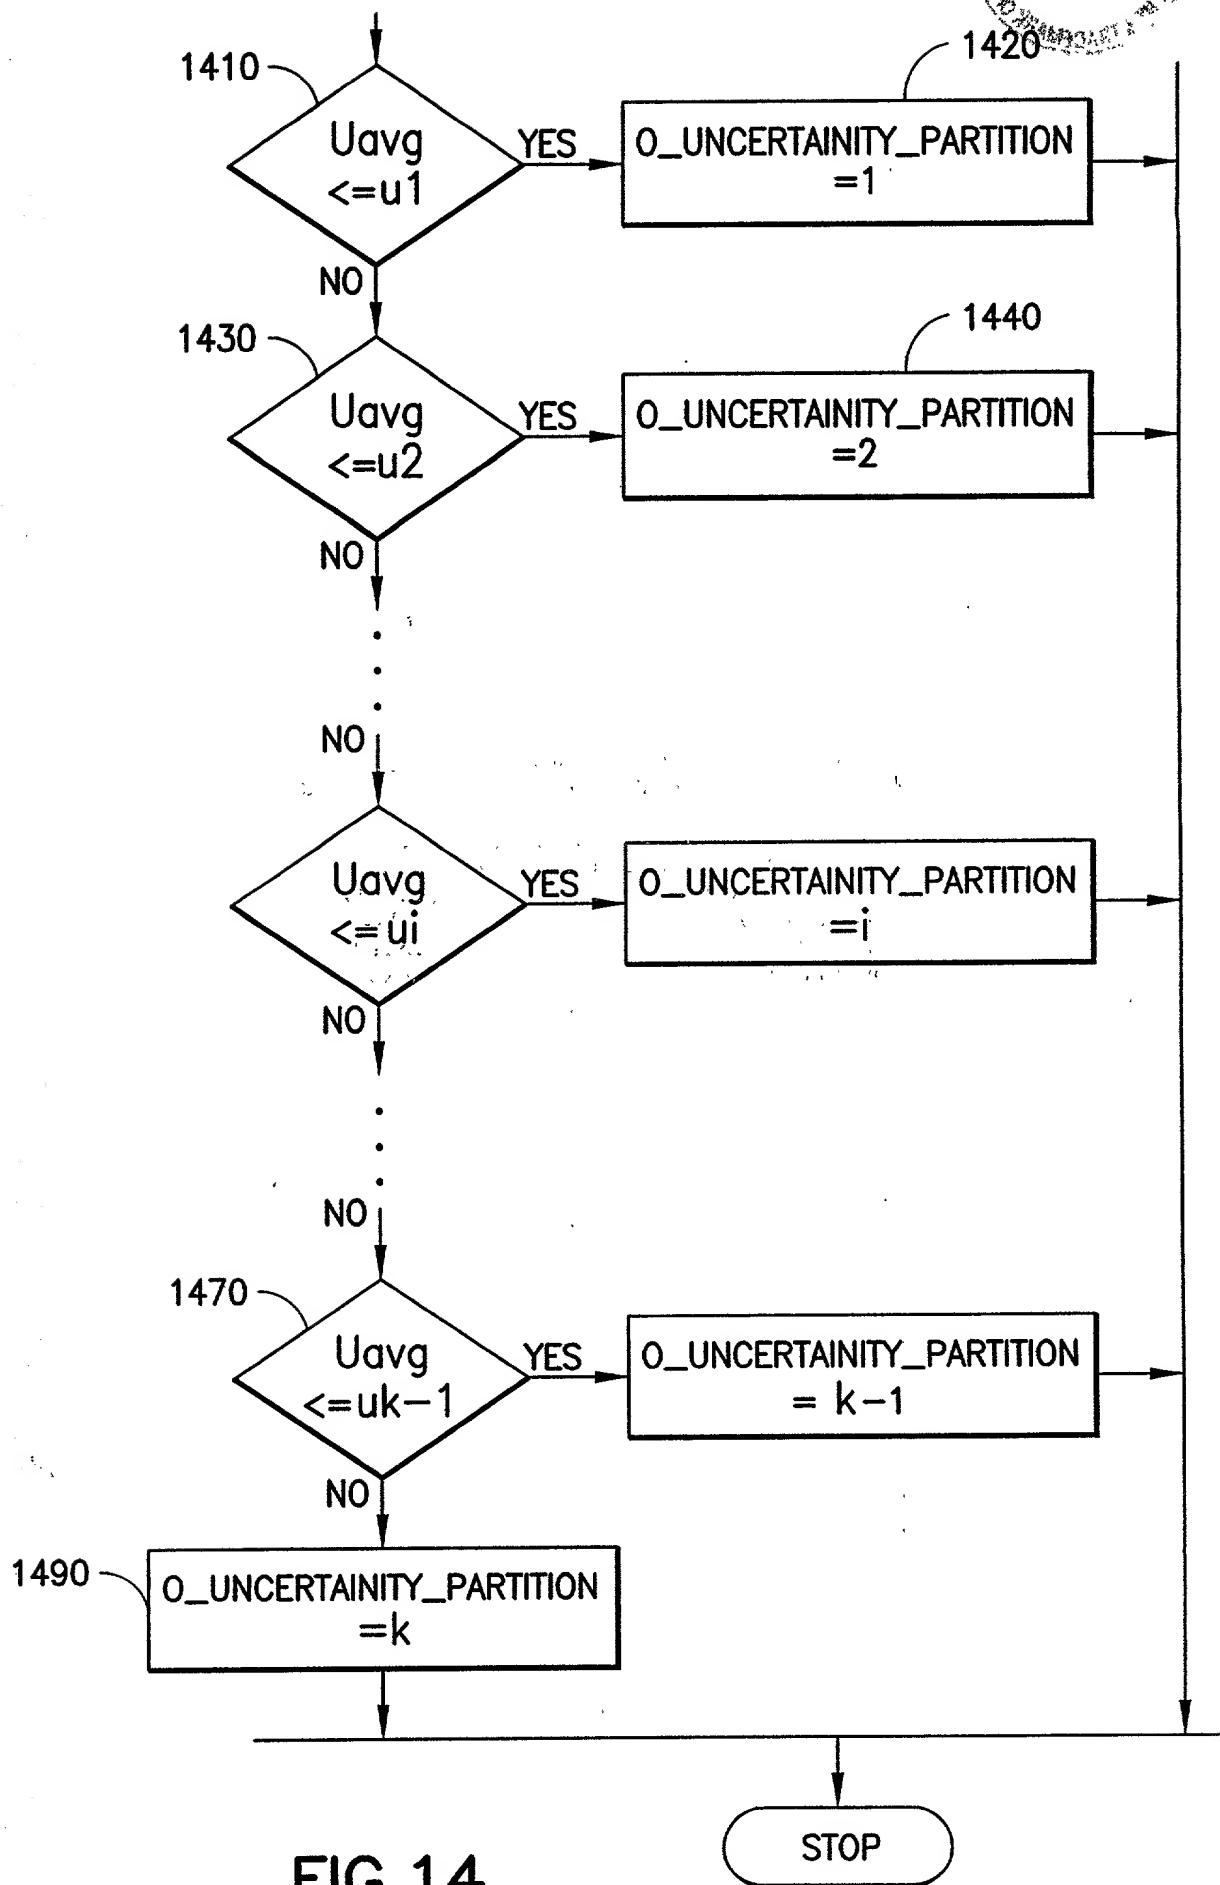 1410
1420
Uavg
<=u1
YES
O_UNCERTAINITY_PARTITION
=1
NO
1430
1440
Uavg
<=u2
YES
O_UNCERTAINITY_PARTITION
=2
NO
NO
Uavg
<=ui
YES
O_UNCERTAINITY_PARTITION
=i
NO
NO
1470
Uavg
<=uk-1
YES
O_UNCERTAINITY_PARTITION
= k-1
NO
1490
O_UNCERTAINITY_PARTITION
=k
STOP
FIG.14